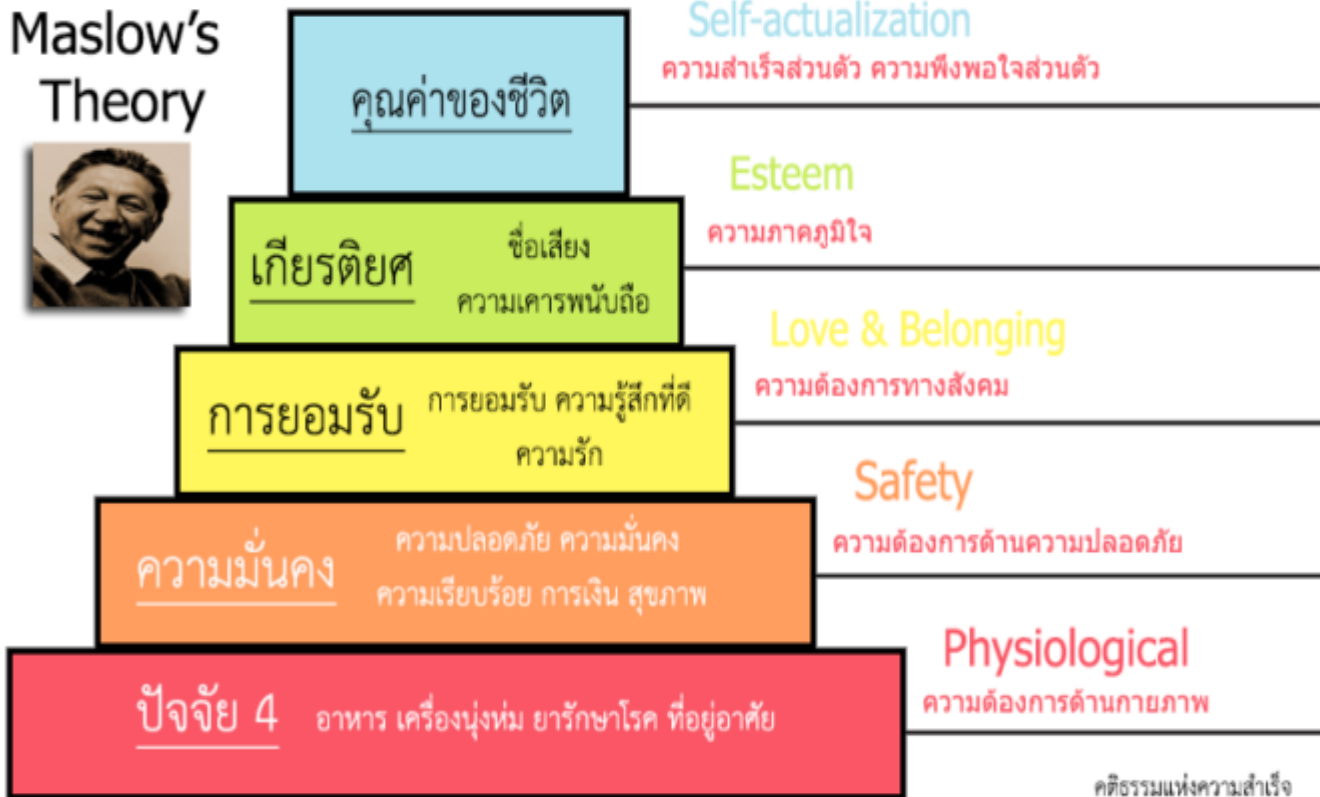 Maslow's
Theory
คุณค่าของชีวิต
Self-actualization
ความสำเร็จส่วนตัว ความพึงพอใจส่วนตัว
เกียรติยศ
ชื่อเสียง
ความเคารพนับถือ
Esteem
ความภาคภูมิใจ
การยอมรับ
การยอมรับ ความรู้สึกที่ดี
ความรัก
Love & Belonging
ความต้องการทางสังคม
ความมั่นคง
ความปลอดภัย ความมั่นคง
ความเรียบร้อย การเงิน สุขภาพ
Safety
ความต้องการด้านความปลอดภัย
ปัจจัย 4
อาหาร เครื่องนุ่งห่ม ยารักษาโรค ที่อยู่อาศัย
Physiological
ความต้องการด้านกายภาพ
คติธรรมแห่งความสำเร็จ